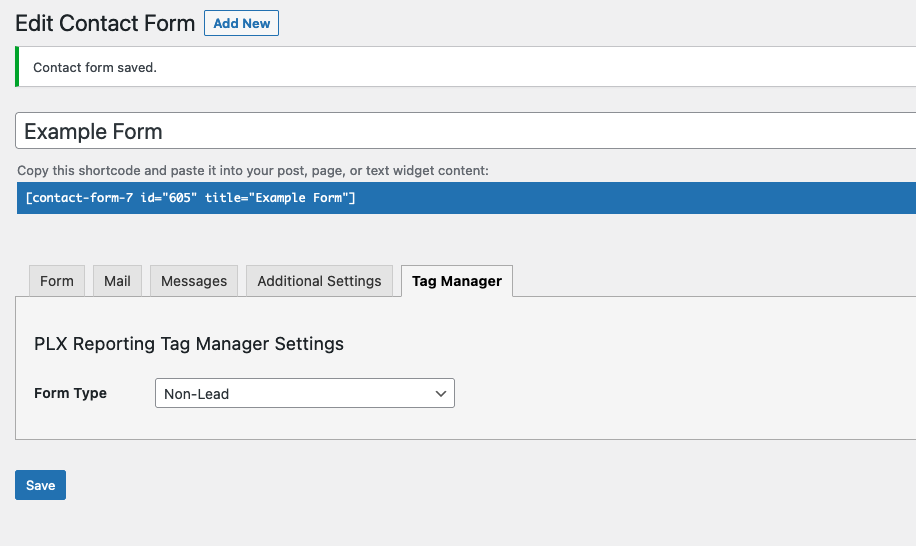 Edit Contact Form Add New
Contact form saved.
Example Form
Copy this shortcode and paste it into your post, page, or text widget content:
[contact-form-7 id="605" title="Example Form"]
Form Mail Messages Additional Settings Tag Manager
PLX Reporting Tag Manager Settings
Form Type Non-Lead
Save